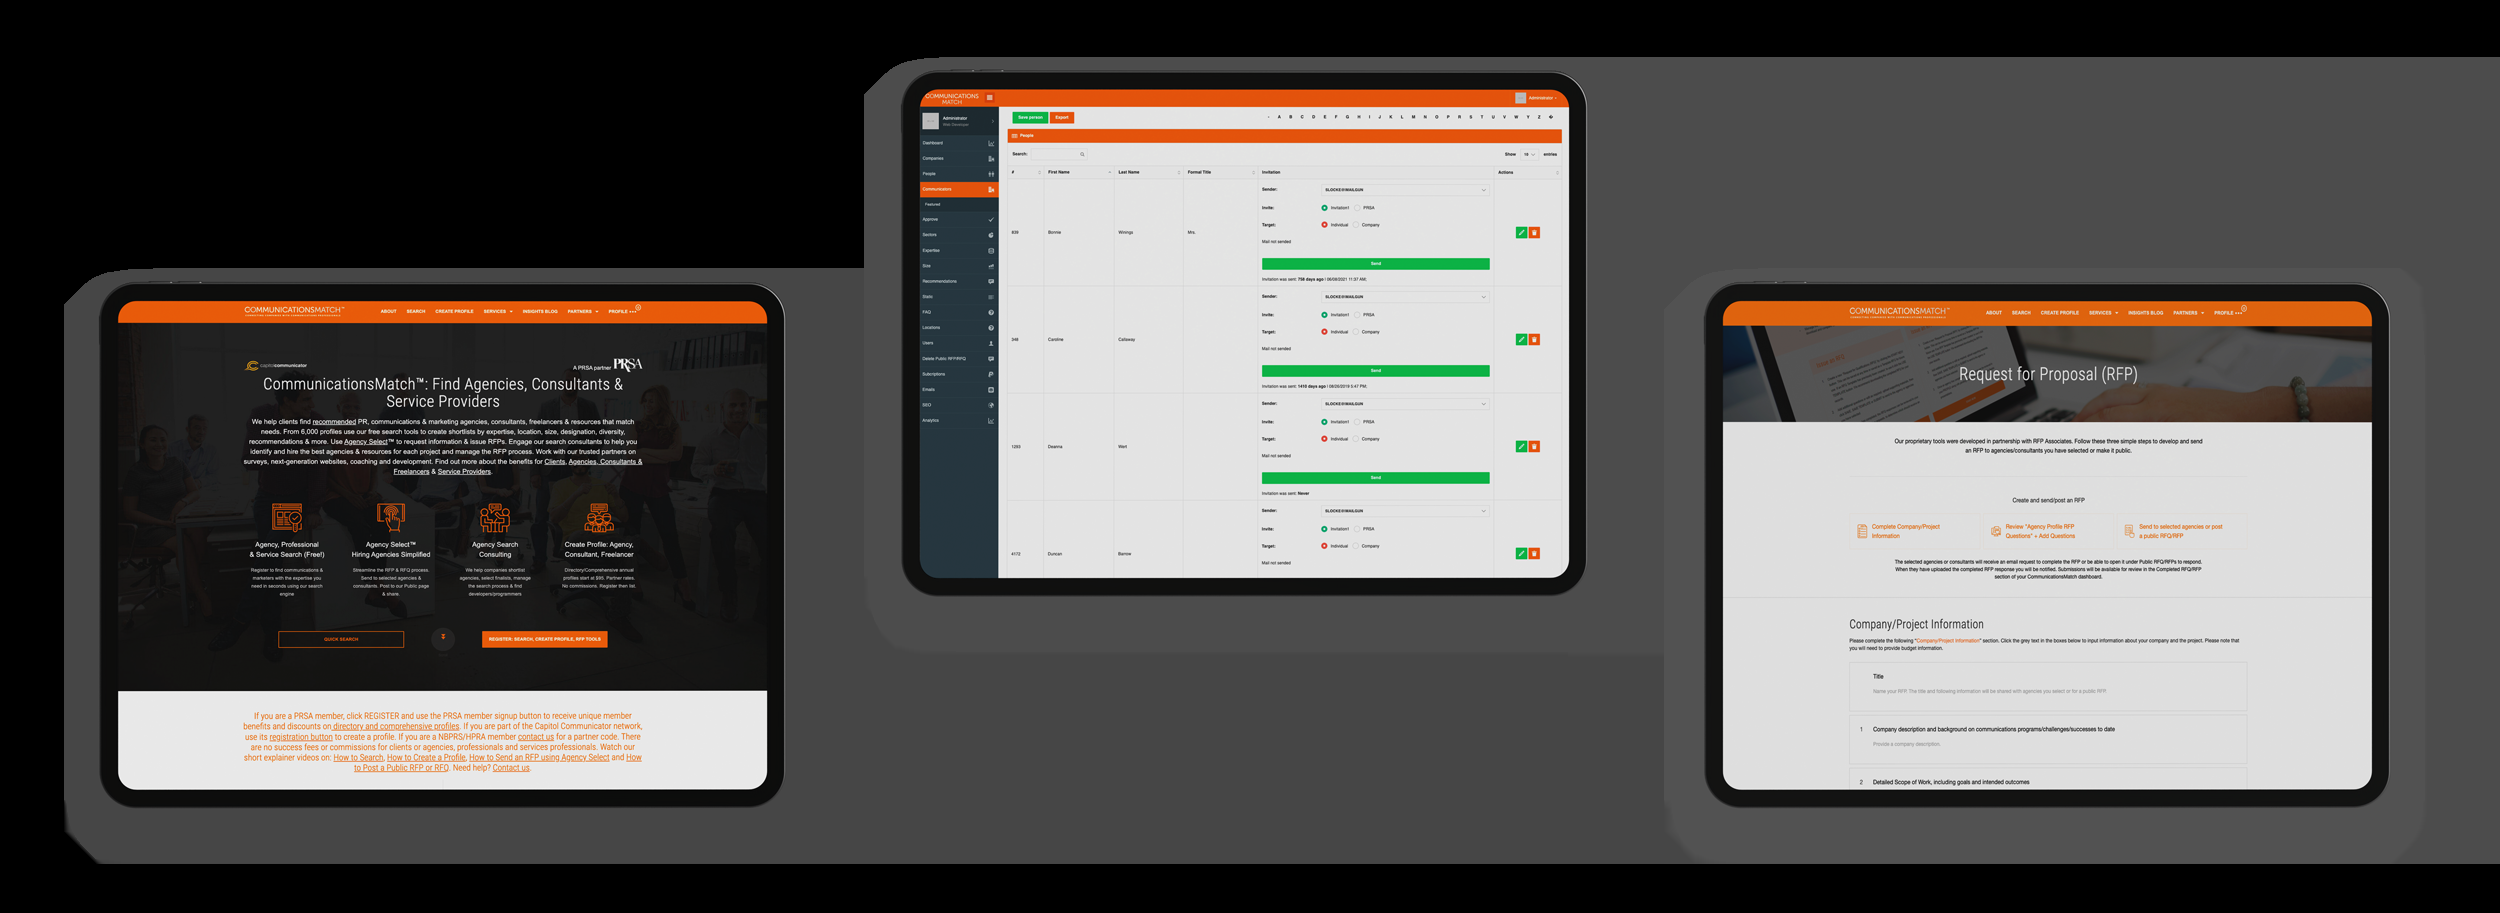 COMMUNICATIONSMATCH™
CONNECTING COMPANIES WITH COMMUNICATIONS PROFESSIONALS
ABOUT SEARCH CREATE PROFILE SERVICES INSIGHTS BLOG PARTNERS PROFILE
capitolcommunicator
A PRSA partner PRSA
CommunicationsMatch™: Find Agencies, Consultants &
Service Providers
We help clients find recommended PR, communications & marketing agencies, consultants, freelancers & resources that match
needs. From 6,000 profiles use our free search tools to create shortlists by expertise, location, size, designation, diversity,
recommendations & more. Use Agency Select™ to request information & issue RFPs. Engage our search consultants to help you
identify and hire the best agencies & resources for each project and manage the RFP process. Work with our trusted partners on
surveys, next-generation websites, coaching and development. Find out more about the benefits for Clients, Agencies, Consultants &
Freelancers & Service Providers.
Agency, Professional
& Service Search (Free!)
Register to find communications &
marketers with the expertise you
need in seconds using our search
engine
Agency Select™
Hiring Agencies Simplified
Streamline the RFP & RFQ process.
Send to selected agencies &
consultants. Post to our Public page
& share.
Agency Search
Consulting
We help companies shortlist
agencies, select finalists, manage
the search process & find
developers/programmers
Create Profile: Agency,
Consultant, Freelancer
Directory/Comprehensive annual
profiles start at $95. Partner rates.
No commissions. Register then list.
QUICK SEARCH
REGISTER: SEARCH, CREATE PROFILE, RFP TOOLS
If you are a PRSA member, click REGISTER and use the PRSA member signup button to receive unique member
benefits and discounts on directory and comprehensive profiles. If you are part of the Capitol Communicator network,
use its registration button to create a profile. If you are a NBPRS/HPRA member contact us for a partner code. There
are no success fees or commissions for clients or agencies, professionals and services professionals. Watch our
short explainer videos on: How to Search, How to Create a Profile, How to Send an RFP using Agency Select and How
to Post a Public RFP or RFQ. Need help? Contact us.
COMMUNICATIONS
MATCH
Administrator
Administrator
Web Developer
Dashboard
Companies
People
Communicators
Featured
Approve
Sectors
Expertise
Size
Recommendations
Static
FAQ
Locations
Users
Delete Public RFP/RFQ
Subscriptions
Emails
SEO
Analytics
Save person Export
A B C D E F G H I J K L M N O P R S T U V W Y Z
People
Search:
Show 10 entries
# First Name Last Name Formal Title Invitation Actions
839 Bonnie Winings Mrs.
Sender: SLOCKE@MAILGUN
Invite: Invitation1 PRSA
Target: Individual Company
Mail not sended
Send
Invitation was sent: 756 days ago | 06/09/2021 11:37 AM;
348 Caroline Callaway
Sender: SLOCKE@MAILGUN
Invite: Invitation1 PRSA
Target: Individual Company
Mail not sended
Send
Invitation was sent: 1410 days ago | 08/26/2019 5:47 PM;
1293 Deanna Wert
Sender: SLOCKE@MAILGUN
Invite: Invitation1 PRSA
Target: Individual Company
Mail not sended
Send
Invitation was sent: Never
4172 Duncan Barrow
Sender: SLOCKE@MAILGUN
Invite: Invitation1 PRSA
Target: Individual Company
Mail not sended
COMMUNICATIONSMATCH™
CONNECTING COMPANIES WITH COMMUNICATIONS PROFESSIONALS
ABOUT SEARCH CREATE PROFILE SERVICES INSIGHTS BLOG PARTNERS PROFILE
Request for Proposal (RFP)
Our proprietary tools were developed in partnership with RFP Associates. Follow these three simple steps to develop and send
an RFP to agencies/consultants you have selected or make it public.
Create and send/post an RFP
Complete Company/Project
Information
Review "Agency Profile RFP
Questions" + Add Questions
Send to selected agencies or post
a public RFQ/RFP
The selected agencies or consultants will receive an email request to complete the RFP or be able to open it under Public RFQ/RFPs to respond.
When they have uploaded the completed RFP response you will be notified. Submissions will be available for review in the Completed RFQ/RFP
section of your CommunicationsMatch dashboard.
Company/Project Information
Please complete the following "Company/Project Information" section. Click the grey text in the boxes below to input information about your company and the project. Please note that
you will need to provide budget information.
Title
Name your RFP. The title and following information will be shared with agencies you select or for a public RFP.
1 Company description and background on communications programs/challenges/successes to date
Provide a company description.
2 Detailed Scope of Work, including goals and intended outcomes